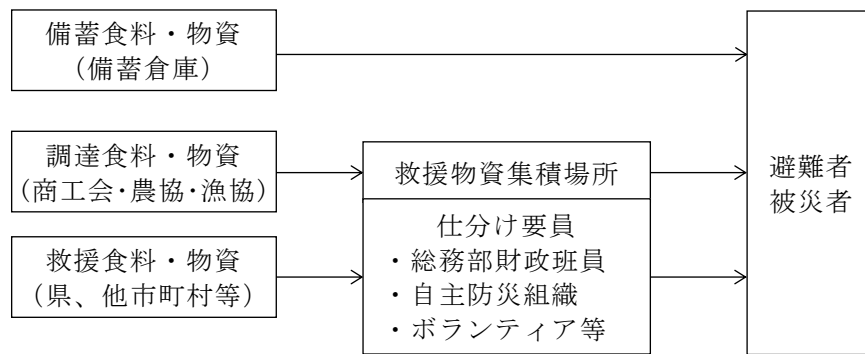 備蓄食料・物資
（備蓄倉庫）
調達食料・物資
（商工会・農協・漁協）
救援食料・物資
（県、他市町村等）
救援物資集積場所
仕分け要員
・総務部財政班員
・自主防災組織
・ボランティア等
避難者
被災者